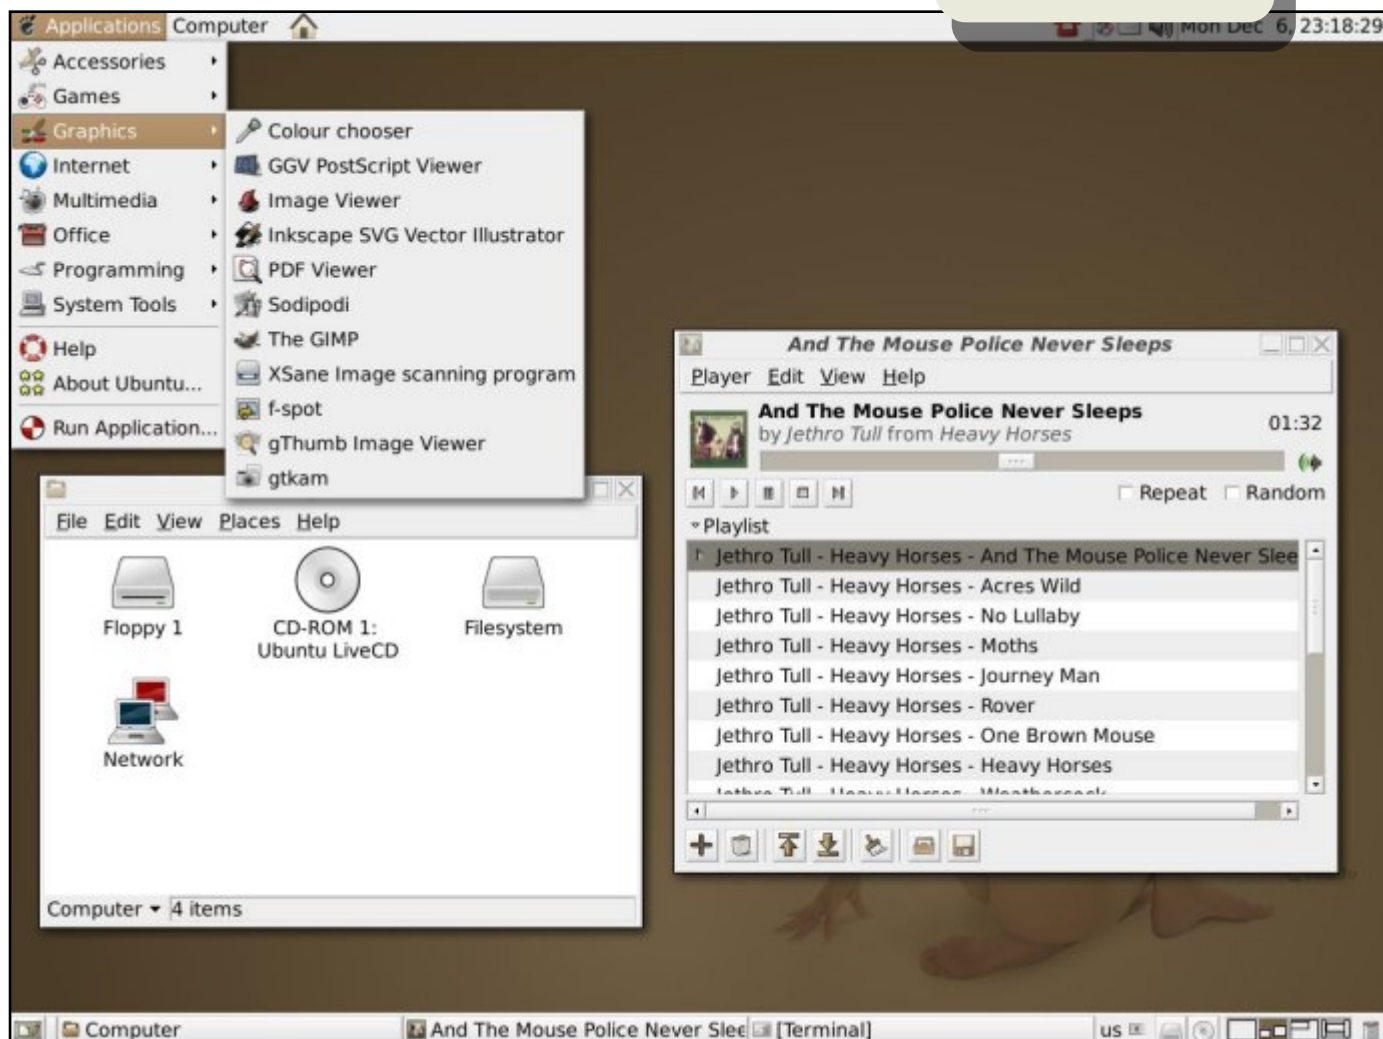 Applications Computer
Mon Dec 6, 23:18:29
Accessories
Games
Graphics
Internet
Multimedia
Office
Programming
System Tools
Help
About Ubuntu...
Run Application...
Colour chooser
GGV PostScript Viewer
Image Viewer
Inkscape SVG Vector Illustrator
PDF Viewer
Sodipodi
The GIMP
XSane Image scanning program
f-spot
gThumb Image Viewer
gtkam
File Edit View Places Help
Floppy 1
CD-ROM 1:
Ubuntu LiveCD
Filesystem
Network
Computer 4 items
And The Mouse Police Never Sleeps
Player Edit View Help
And The Mouse Police Never Sleeps
by Jethro Tull from Heavy Horses
01:32
Repeat Random
Playlist
Jethro Tull - Heavy Horses - And The Mouse Police Never Slee
Jethro Tull - Heavy Horses - Acres Wild
Jethro Tull - Heavy Horses - No Lullaby
Jethro Tull - Heavy Horses - Moths
Jethro Tull - Heavy Horses - Journey Man
Jethro Tull - Heavy Horses - Rover
Jethro Tull - Heavy Horses - One Brown Mouse
Jethro Tull - Heavy Horses - Heavy Horses
Jethro Tull - Heavy Horses - Weathercock
Computer
And The Mouse Police Never Slee
[Terminal]
us